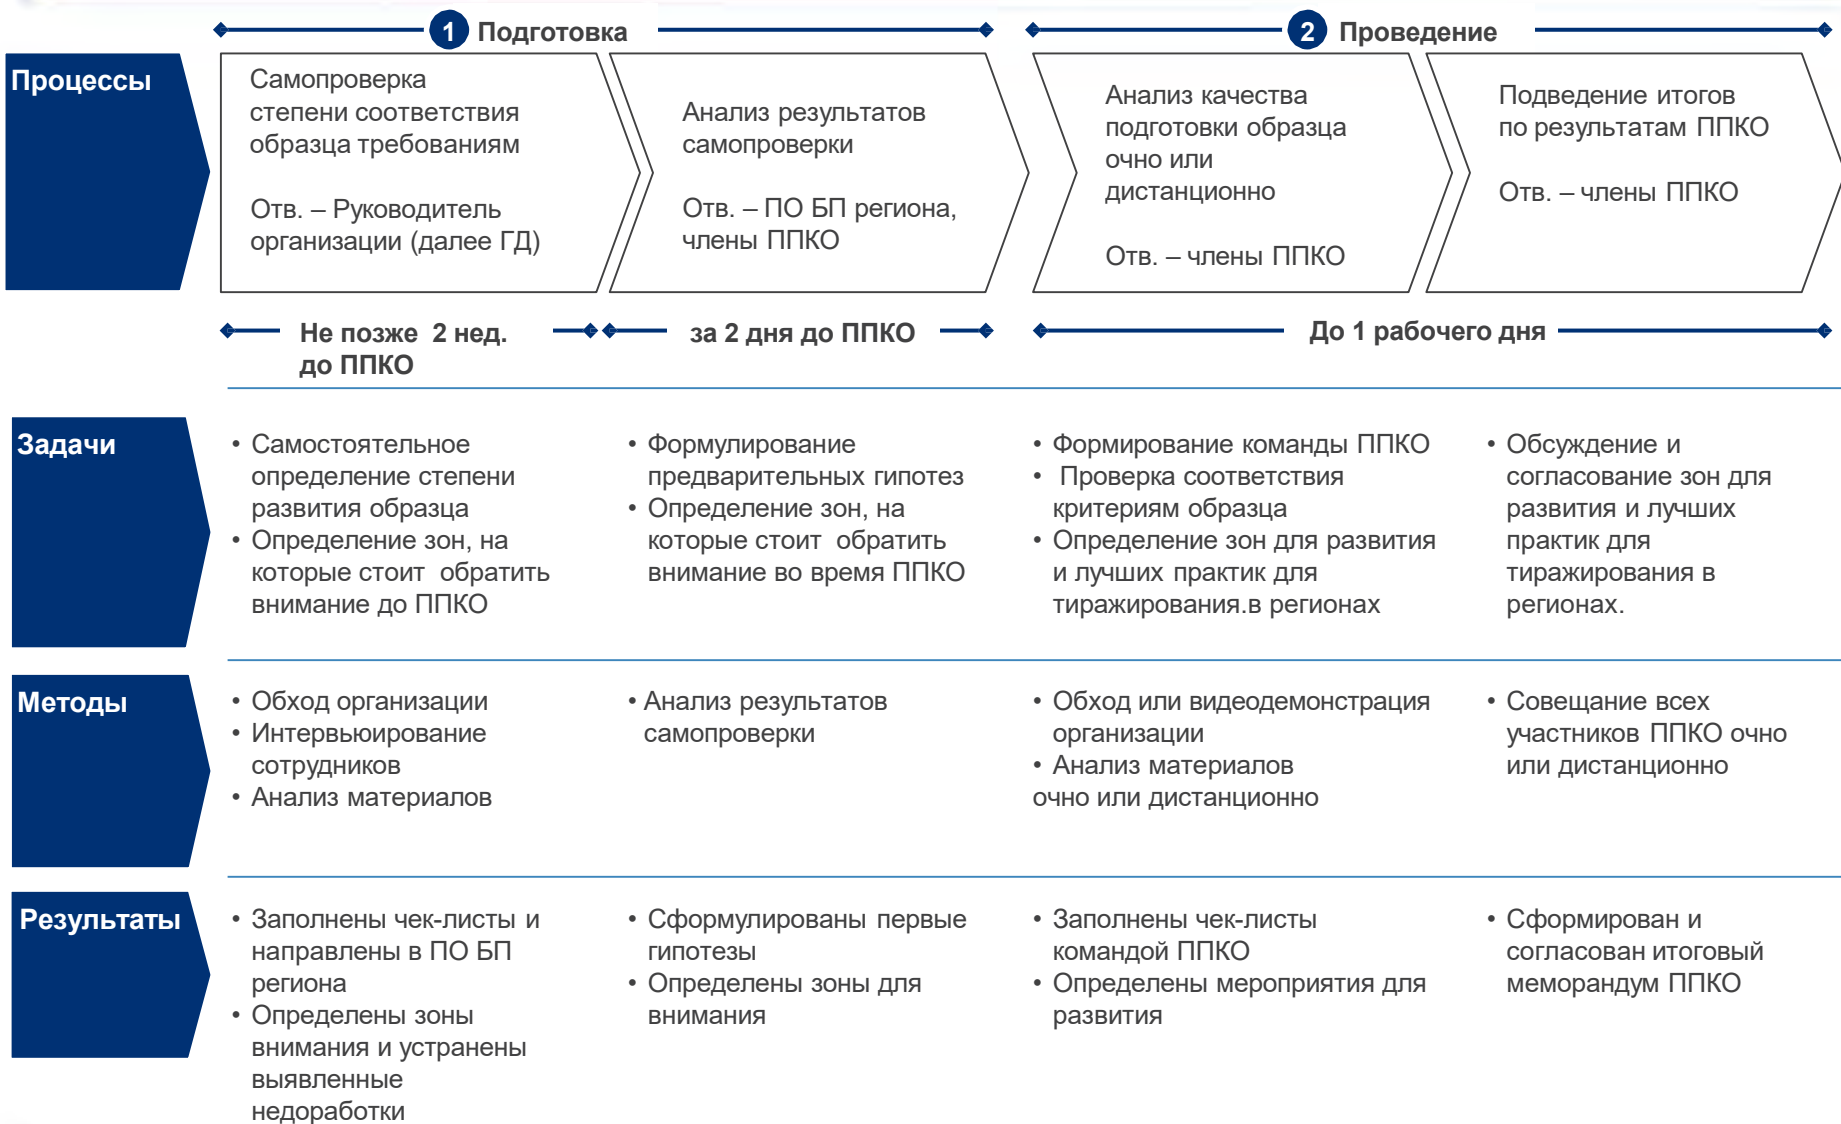 1 Подготовка
2 Проведение
Процессы
Самопроверка
степени соответствия
образца требованиям
Отв. – Руководитель
организации (далее ГД)
Анализ результатов
самопроверки
Отв. – ПО БП региона,
члены ППКО
Анализ качества
подготовки образца
очно или
дистанционно
Отв. – члены ППКО
Подведение итогов
по результатам ППКО
Отв. – члены ППКО
Не позже 2 нед.
до ППКО
за 2 дня до ППКО
До 1 рабочего дня
Задачи
• Самостоятельное
определение степени
развития образца
• Определение зон, на
которые стоит обратить
внимание до ППКО
• Формулирование
предварительных гипотез
• Определение зон, на
которые стоит обратить
внимание во время ППКО
• Формирование команды ППКО
• Проверка соответствия
критериям образца
• Определение зон для развития
и лучших практик для
тиражирования.в регионах
• Обсуждение и
согласование зон для
развития и лучших
практик для
тиражирования в
регионах.
Методы
• Обход организации
• Интервьюирование
сотрудников
• Анализ материалов
• Анализ результатов
самопроверки
• Обход или видеодемонстрация
организации
• Анализ материалов
очно или дистанционно
• Совещание всех
участников ППКО очно
или дистанционно
Результаты
• Заполнены чек-листы и
направлены в ПО БП
региона
• Определены зоны
внимания и устранены
выявленные
недоработки
• Сформулированы первые
гипотезы
• Определены зоны для
внимания
• Заполнены чек-листы
командой ППКО
• Определены мероприятия для
развития
• Сформирован и
согласован итоговый
меморандум ППКО